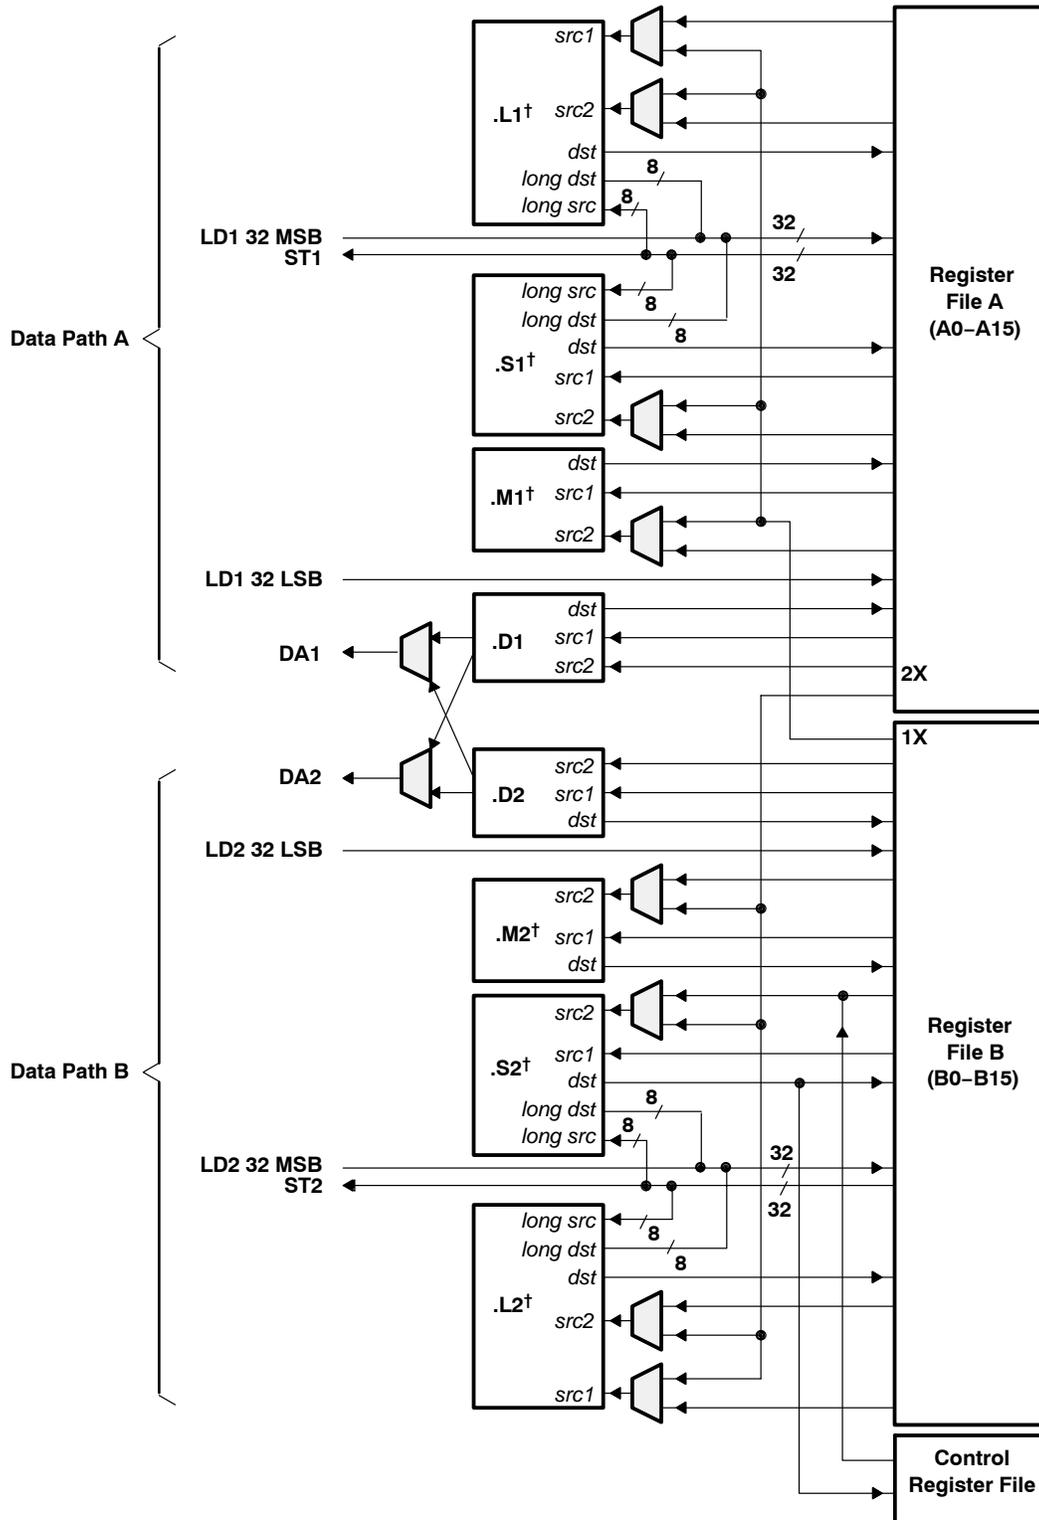 src1
.L1†
src2
dst
8
long dst
8
long src
LD1 32 MSB
32
ST1
32
Register
File A
(A0−A15)
long src
8
long dst
8
Data Path A
dst
.S1†
src1
src2
dst
.M1†
src1
src2
LD1 32 LSB
dst
.D1
src1
DA1
src2
2X
1X
DA2
src2
.D2
src1
dst
LD2 32 LSB
src2
.M2†
src1
dst
src2
Register
File B
(B0−B15)
src1
.S2†
Data Path B
dst
8
long dst
8
long src
32
LD2 32 MSB
ST2
32
long src
8
long dst
8
dst
.L2†
src2
src1
Control
Register File